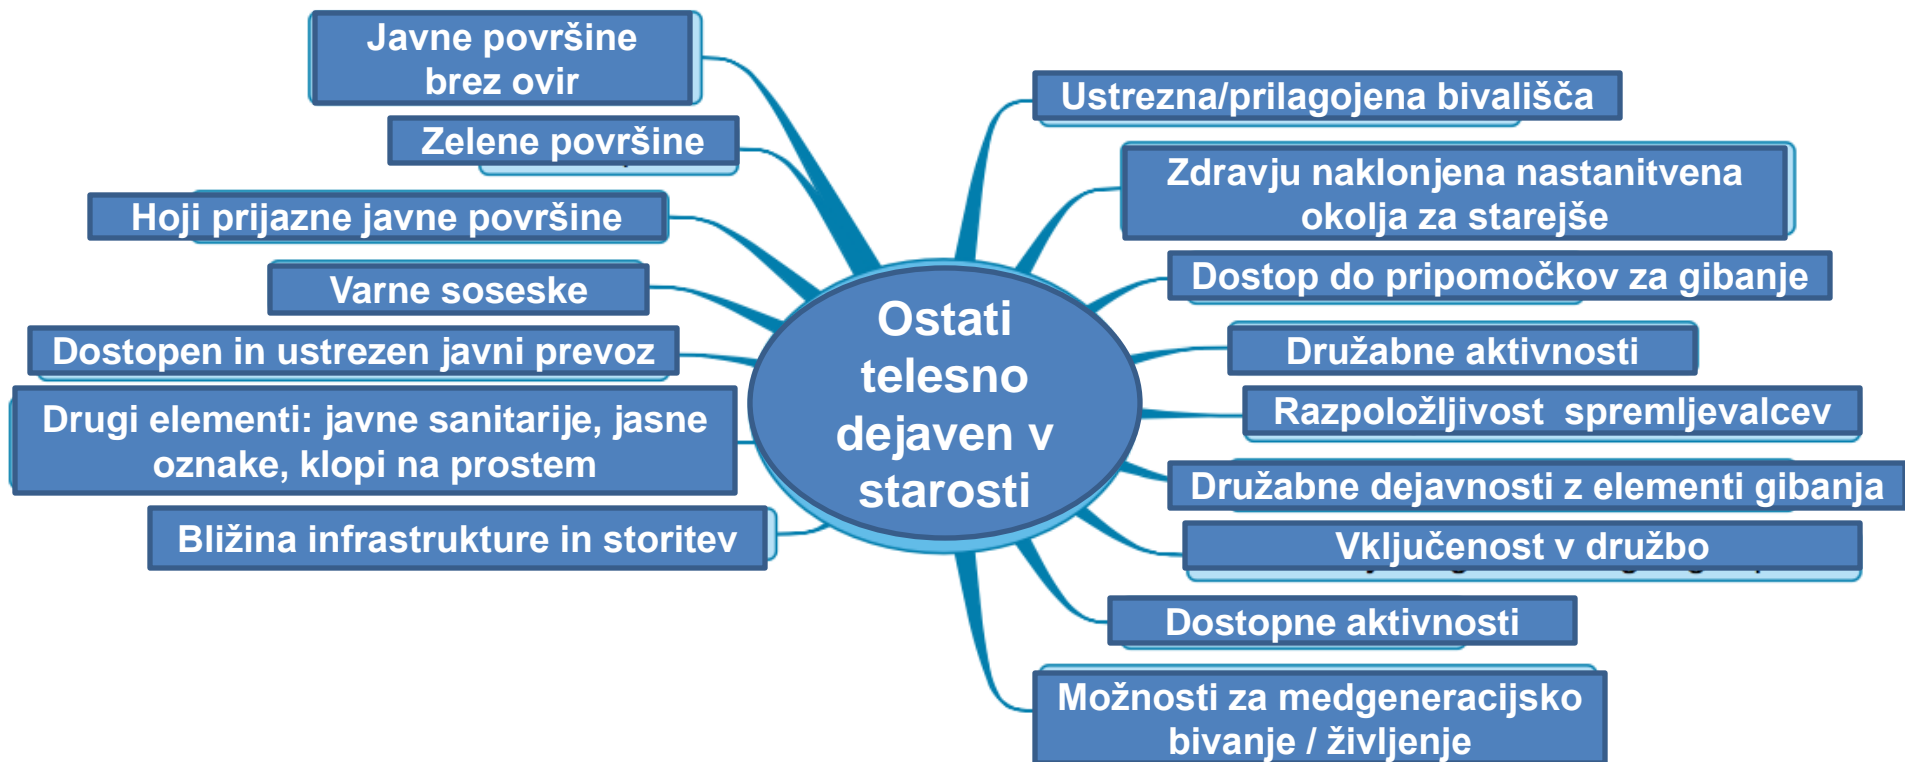 Javne površine
brez ovir
Zelene površine
Hoji prijazne javne površine
Varne soseske
Dostopen in ustrezen javni prevoz
Drugi elementi: javne sanitarije, jasne
oznake, klopi na prostem
Bližina infrastrukture in storitev
Ostati
telesno
dejaven v
starosti
Ustrezna/prilagojena bivališča
Zdravju naklonjena nastanitvena
okolja za starejše
Dostop do pripomočkov za gibanje
Družabne aktivnosti
Razpoložljivost  spremljevalcev
Družabne dejavnosti z elementi gibanja
Vključenost v družbo
Dostopne aktivnosti
Možnosti za medgeneracijsko
bivanje / življenje